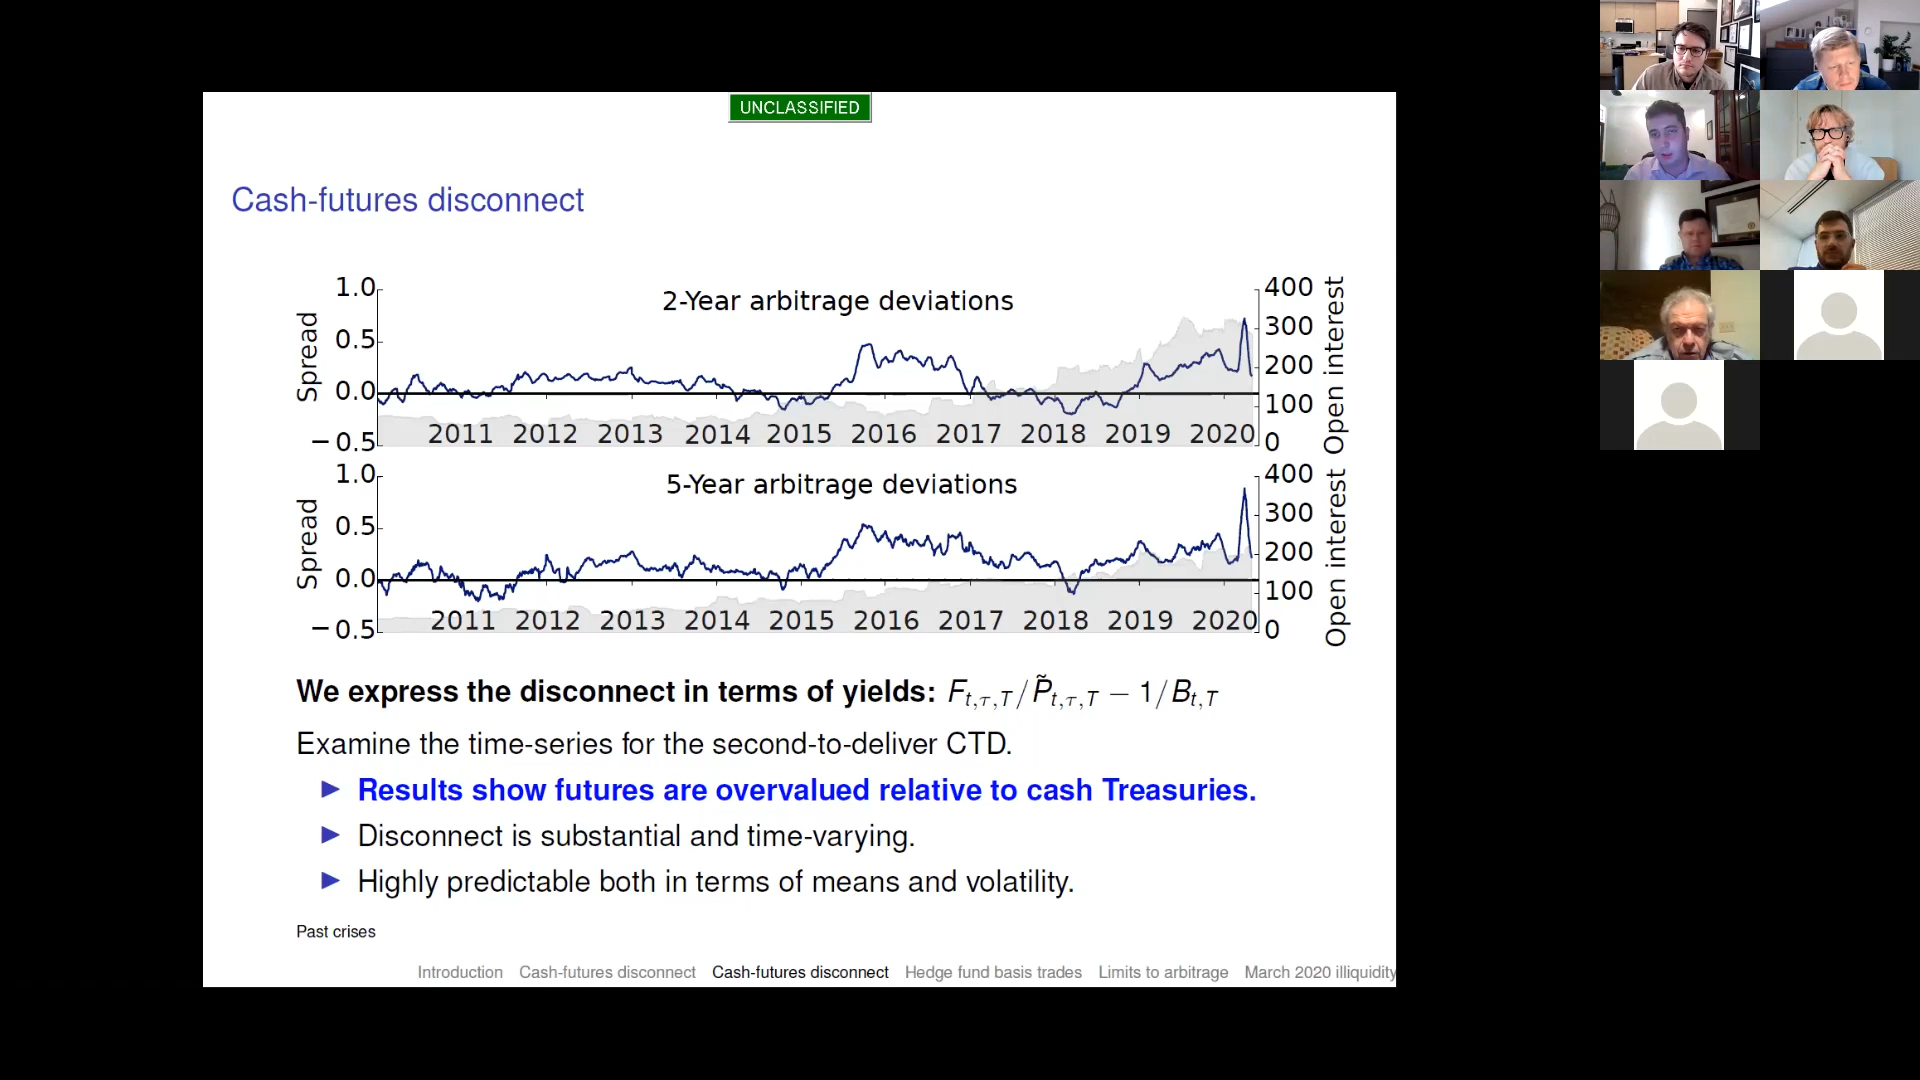 UNCLASSIFIED
Cash-futures disconnect
2-Year arbitrage deviations
Spread
1.0
0.5
0.0
−0.5
2011 2012 2013 2014 2015 2016 2017 2018 2019 2020
400
300
200
100
0
Open interest
5-Year arbitrage deviations
Spread
1.0
0.5
0.0
−0.5
2011 2012 2013 2014 2015 2016 2017 2018 2019 2020
400
300
200
100
0
Open interest
We express the disconnect in terms of yields: F_{t,τ,T}/P̃_{t,τ,T} − 1/B_{t,T}
Examine the time-series for the second-to-deliver CTD.
▶ Results show futures are overvalued relative to cash Treasuries.
▶ Disconnect is substantial and time-varying.
▶ Highly predictable both in terms of means and volatility.
Past crises
Introduction Cash-futures disconnect Cash-futures disconnect Hedge fund basis trades Limits to arbitrage March 2020 illiquidity